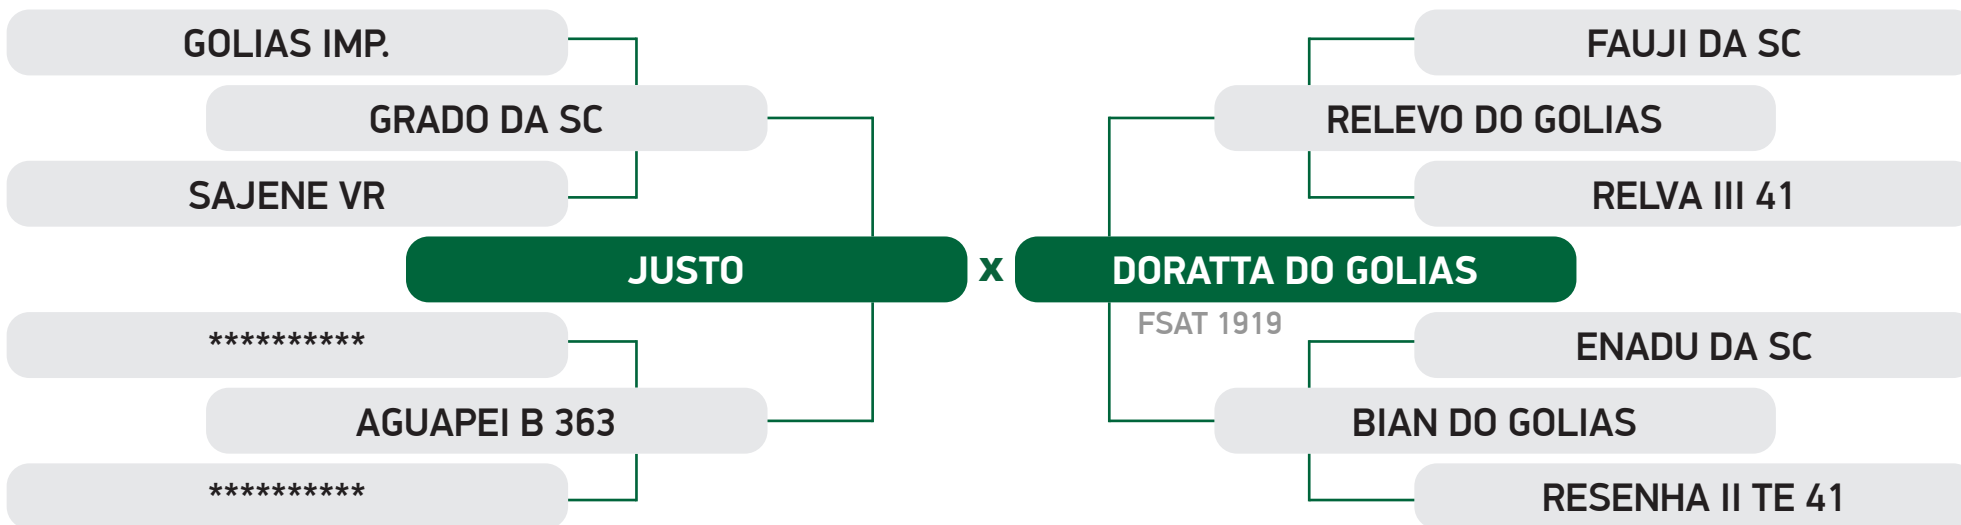 GOLIAS IMP.
FAUJI DA SC
GRADO DA SC
RELEVO DO GOLIAS
SAJENE VR
RELVA III 41
JUSTO x DORATTA DO GOLIAS
FSAT 1919
**********
ENADU DA SC
AGUAPEI B 363
BIAN DO GOLIAS
**********
RESENHA II TE 41